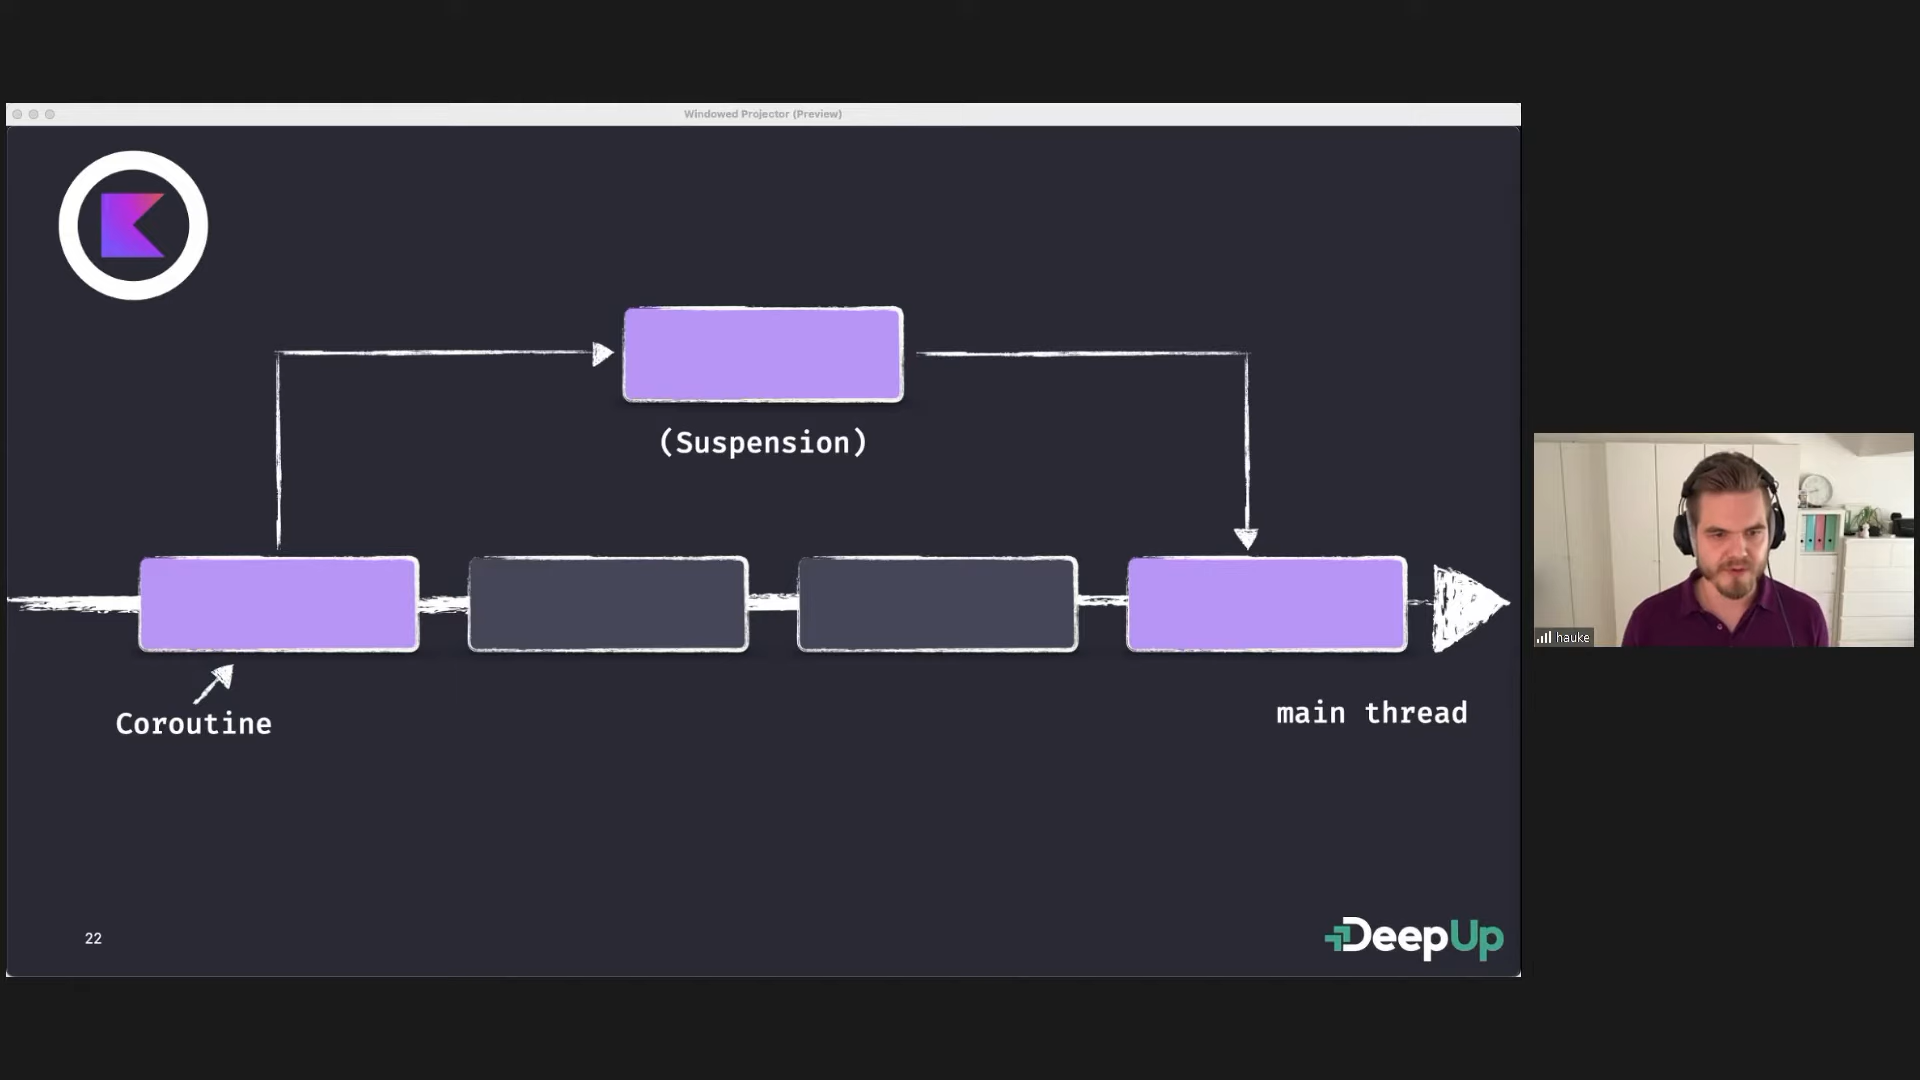 Windowed Projector (Preview)
(Suspension)
Coroutine
main thread
22
DeepUp
hauke